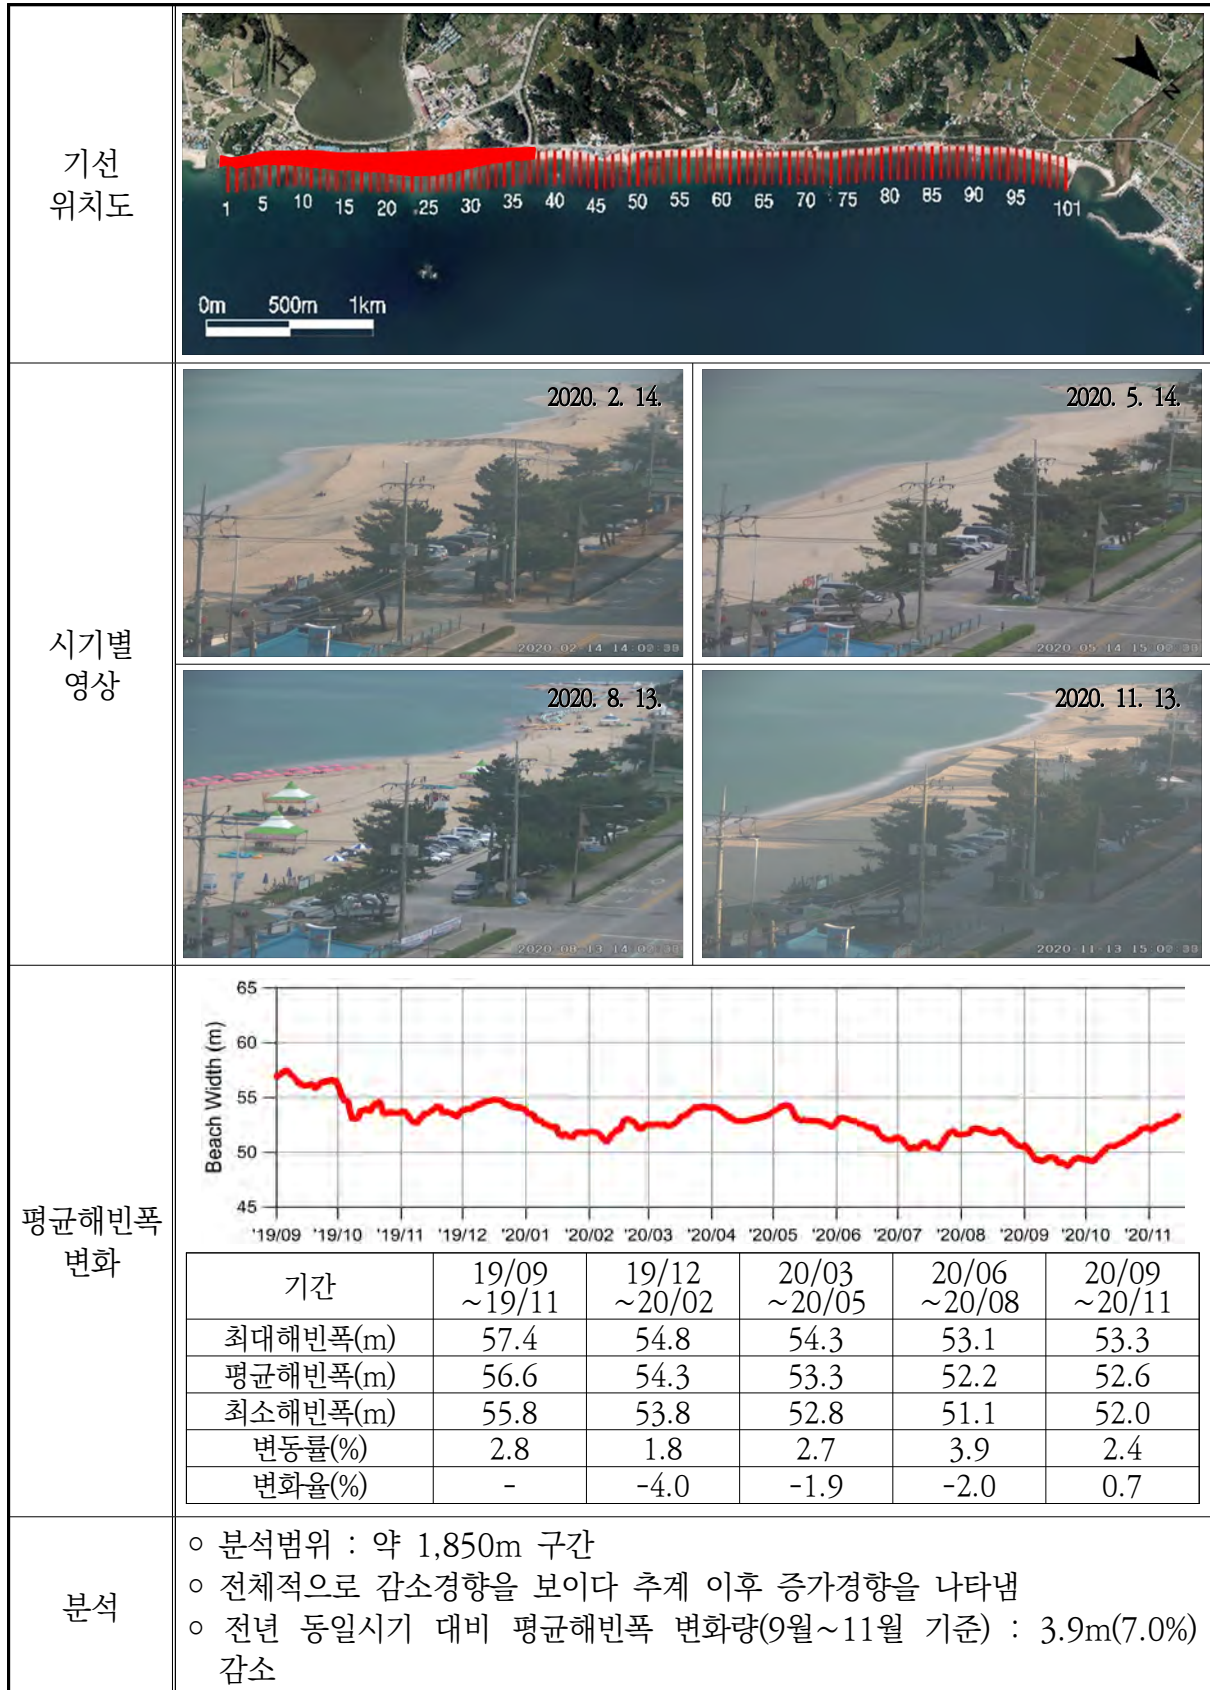 기선
위치도
N
1 5 10 15 20 25 30 35 40 45 50 55 60 65 70 75 80 85 90 95 101
0m 500m 1km
시기별
영상
2020. 2. 14.
2020-02-14 14:00:38
2020. 5. 14.
2020. 8. 13.
2020. 11. 13.
평균해빈폭
변화
Beach Width (m)
65
60
55
50
45
'19/09 '19/10 '19/11 '19/12 '20/01 '20/02 '20/03 '20/04 '20/05 '20/06 '20/07 '20/08 '20/09 '20/10 '20/11
기간 19/09 ~19/11 19/12 ~20/02 20/03 ~20/05 20/06 ~20/08 20/09 ~20/11
최대해빈폭(m) 57.4 54.8 54.3 53.1 53.3
평균해빈폭(m) 56.6 54.3 53.3 52.2 52.6
최소해빈폭(m) 55.8 53.8 52.8 51.1 52.0
변동률(%) 2.8 1.8 2.7 3.9 2.4
변화율(%) - -4.0 -1.9 -2.0 0.7
분석
○ 분석범위 : 약 1,850m 구간
○ 전체적으로 감소경향을 보이다 추계 이후 증가경향을 나타냄
○ 전년 동일시기 대비 평균해빈폭 변화량(9월~11월 기준) : 3.9m(7.0%)
감소